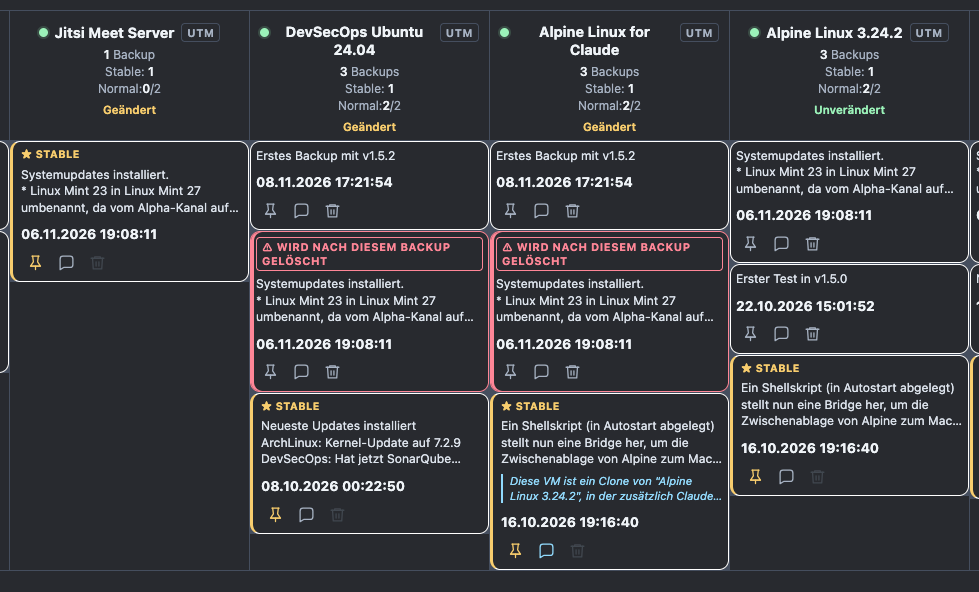 Jitsi Meet Server UTM
1 Backup
Stable: 1
Normal:0/2
Geändert
STABLE
Systemupdates installiert.
* Linux Mint 23 in Linux Mint 27
umbenannt, da vom Alpha-Kanal auf...
06.11.2026 19:08:11
DevSecOps Ubuntu
24.04
UTM
3 Backups
Stable: 1
Normal:2/2
Geändert
Erstes Backup mit v1.5.2
08.11.2026 17:21:54
WIRD NACH DIESEM BACKUP
GELÖSCHT
Systemupdates installiert.
* Linux Mint 23 in Linux Mint 27
umbenannt, da vom Alpha-Kanal auf...
06.11.2026 19:08:11
STABLE
Neueste Updates installiert
ArchLinux: Kernel-Update auf 7.2.9
DevSecOps: Hat jetzt SonarQube...
08.10.2026 00:22:50
Alpine Linux for
Claude
UTM
3 Backups
Stable: 1
Normal:2/2
Geändert
Erstes Backup mit v1.5.2
08.11.2026 17:21:54
WIRD NACH DIESEM BACKUP
GELÖSCHT
Systemupdates installiert.
* Linux Mint 23 in Linux Mint 27
umbenannt, da vom Alpha-Kanal auf...
06.11.2026 19:08:11
STABLE
Ein Shellskript (in Autostart abgelegt)
stellt nun eine Bridge her, um die
Zwischenablage von Alpine zum Mac...
Diese VM ist ein Clone von "Alpine
Linux 3.24.2", in der zusätzlich Claude...
16.10.2026 19:16:40
Alpine Linux 3.24.2 UTM
3 Backups
Stable: 1
Normal:2/2
Unverändert
Systemupdates installiert.
* Linux Mint 23 in Linux Mint 27
umbenannt, da vom Alpha-Kanal auf...
06.11.2026 19:08:11
Erster Test in v1.5.0
22.10.2026 15:01:52
STABLE
Ein Shellskript (in Autostart abgelegt)
stellt nun eine Bridge her, um die
Zwischenablage von Alpine zum Mac...
16.10.2026 19:16:40